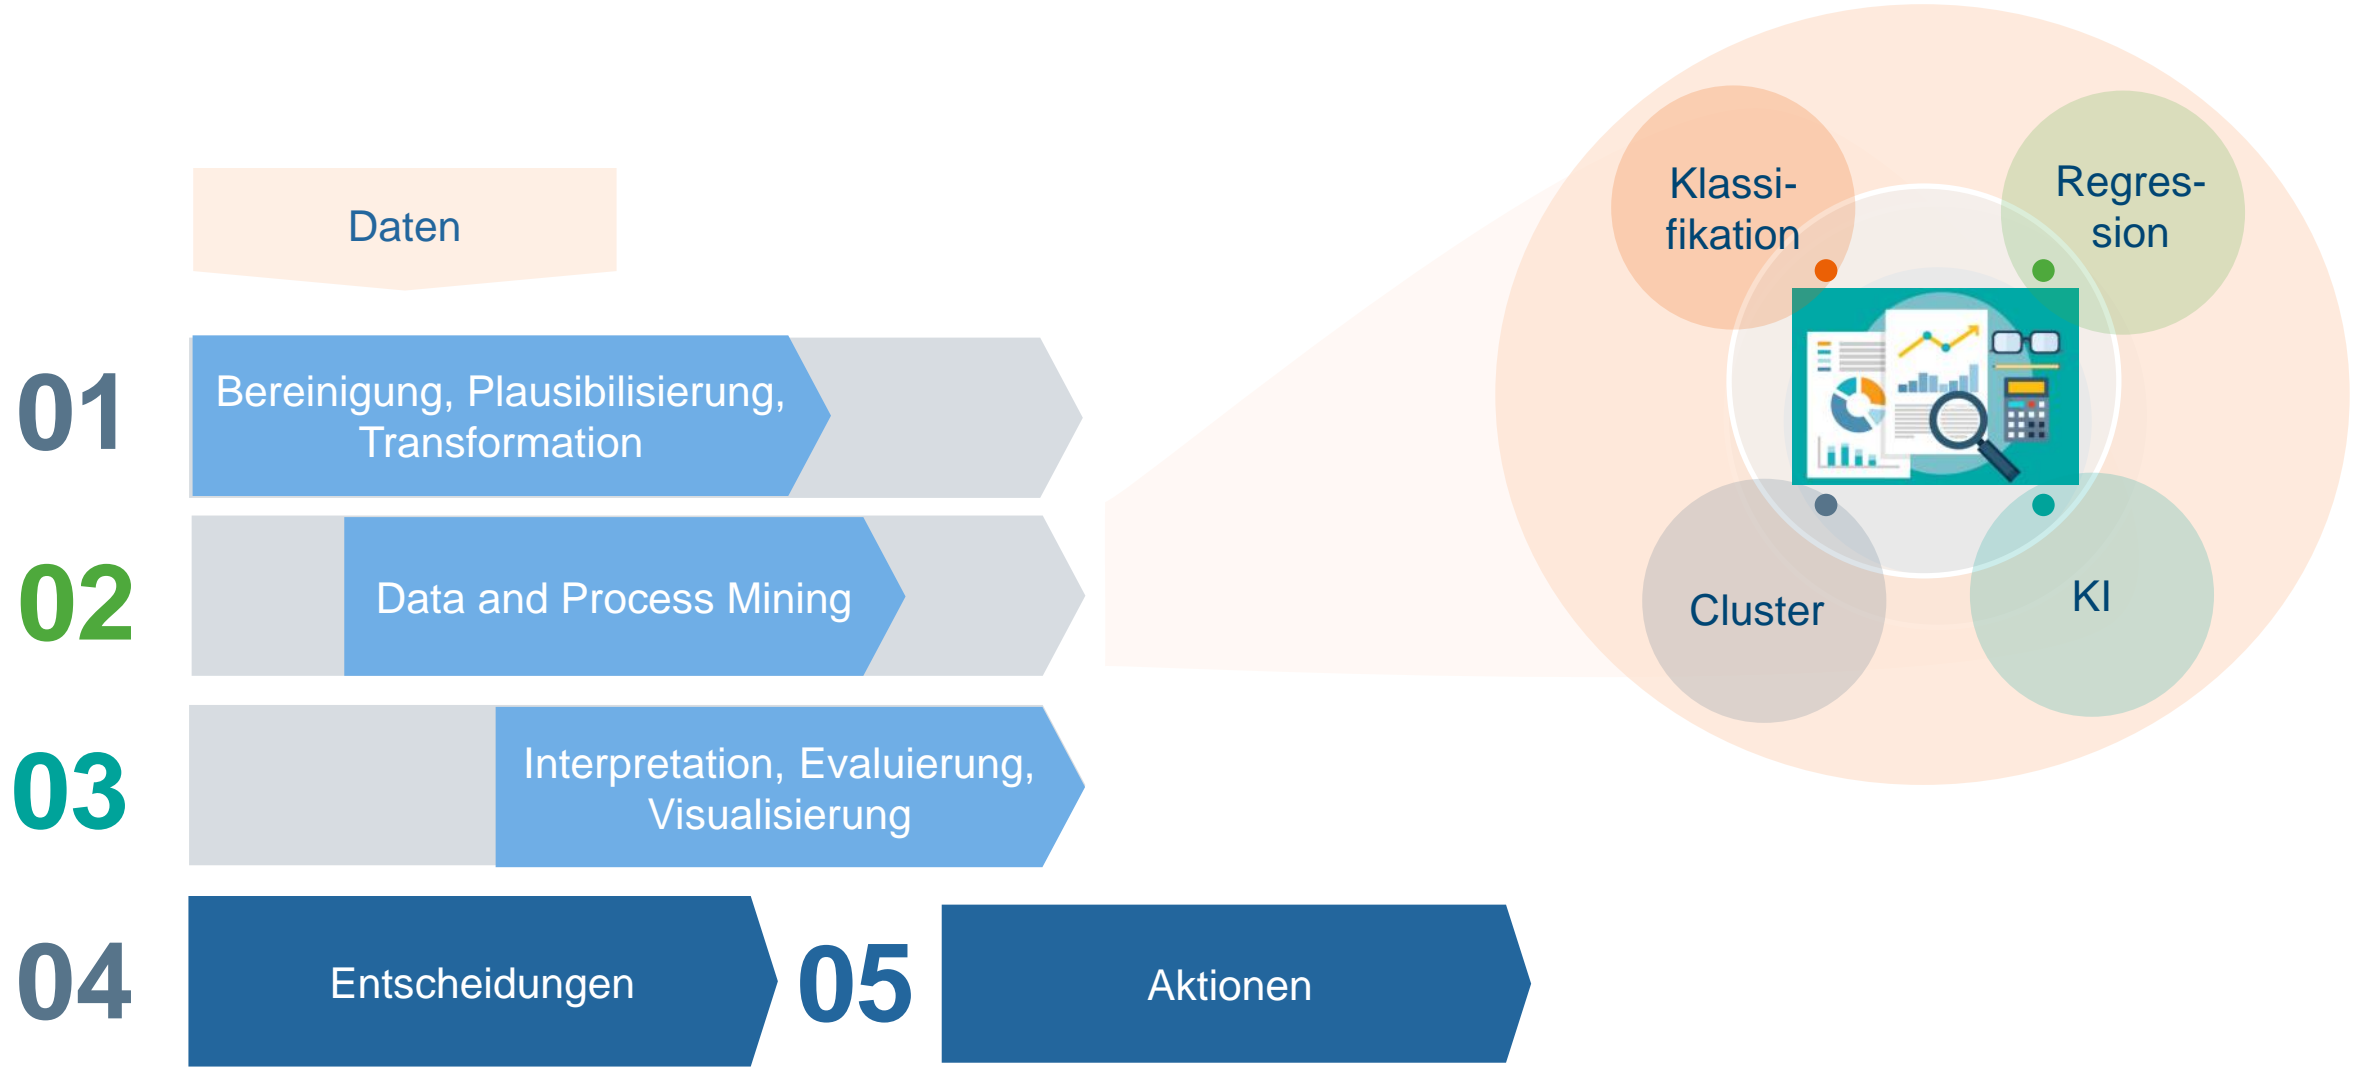 Daten
01
Bereinigung, Plausibilisierung,
Transformation
02
Data and Process Mining
03
Interpretation, Evaluierung,
Visualisierung
04
Entscheidungen
05
Aktionen
Klassi-
fikation
Regres-
sion
Cluster
KI